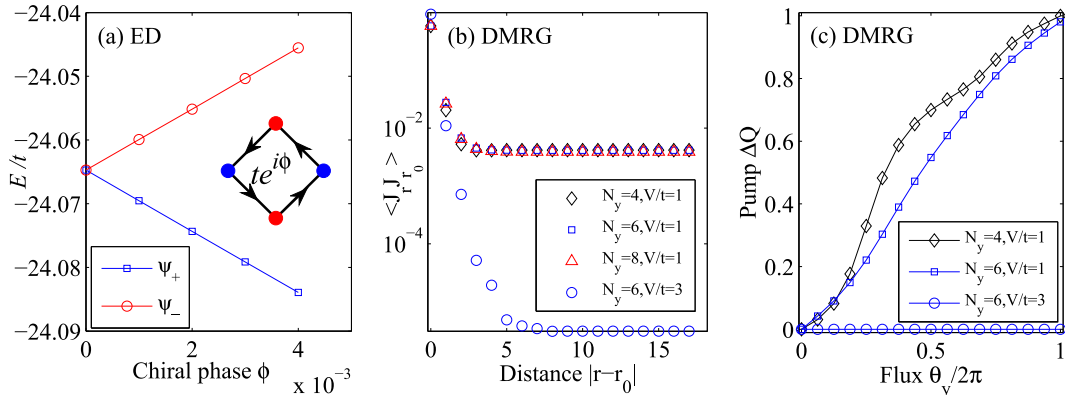 (a) ED
E/t
−24.04
−24.05
−24.06
−24.07
−24.08
−24.09
te^{iϕ}
ψ₊
ψ₋
0
2
4
x 10⁻³
Chiral phase ϕ
(b) DMRG
<J_r J_{r_0}>
10⁻²
10⁻⁴
N_y=4,V/t=1
N_y=6,V/t=1
N_y=8,V/t=1
N_y=6,V/t=3
0
5
10
15
Distance |r−r₀|
(c) DMRG
Pump ΔQ
1
0.8
0.6
0.4
0.2
0
N_y=4,V/t=1
N_y=6,V/t=1
N_y=6,V/t=3
0
0.5
1
Flux θ_y/2π